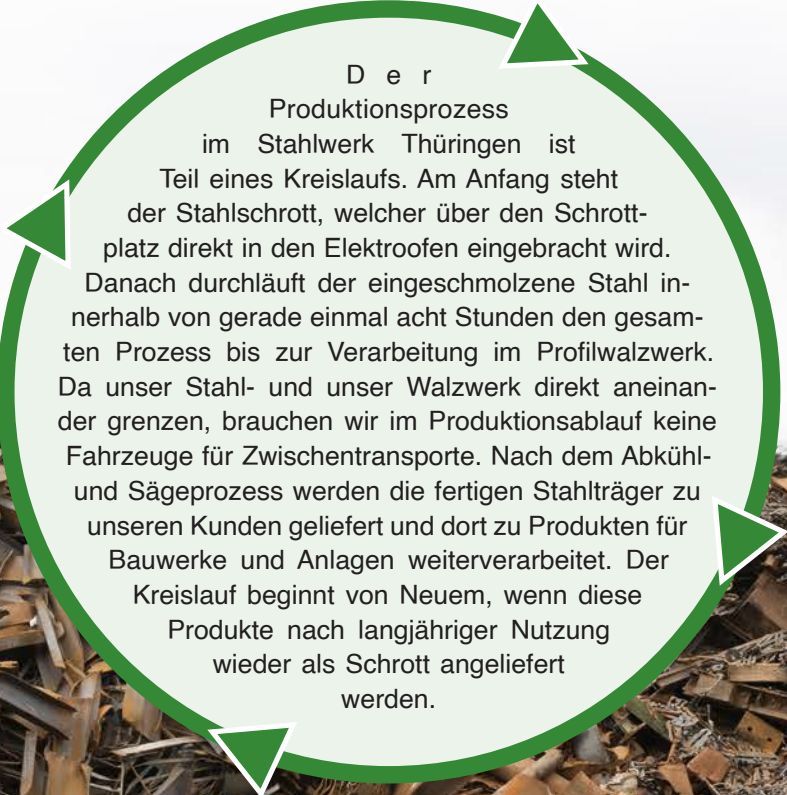 D e r
Produktionsprozess
im Stahlwerk Thüringen ist
Teil eines Kreislaufs. Am Anfang steht
der Stahlschrott, welcher über den Schrott-
platz direkt in den Elektroofen eingebracht wird.
Danach durchläuft der eingeschmolzene Stahl in-
nerhalb von gerade einmal acht Stunden den gesam-
ten Prozess bis zur Verarbeitung im Profilwalzwerk.
Da unser Stahl- und unser Walzwerk direkt aneinan-
der grenzen, brauchen wir im Produktionsablauf keine
Fahrzeuge für Zwischentransporte. Nach dem Abkühl-
und Sägeprozess werden die fertigen Stahlträger zu
unseren Kunden geliefert und dort zu Produkten für
Bauwerke und Anlagen weiterverarbeitet. Der
Kreislauf beginnt von Neuem, wenn diese
Produkte nach langjähriger Nutzung
wieder als Schrott angeliefert
werden.